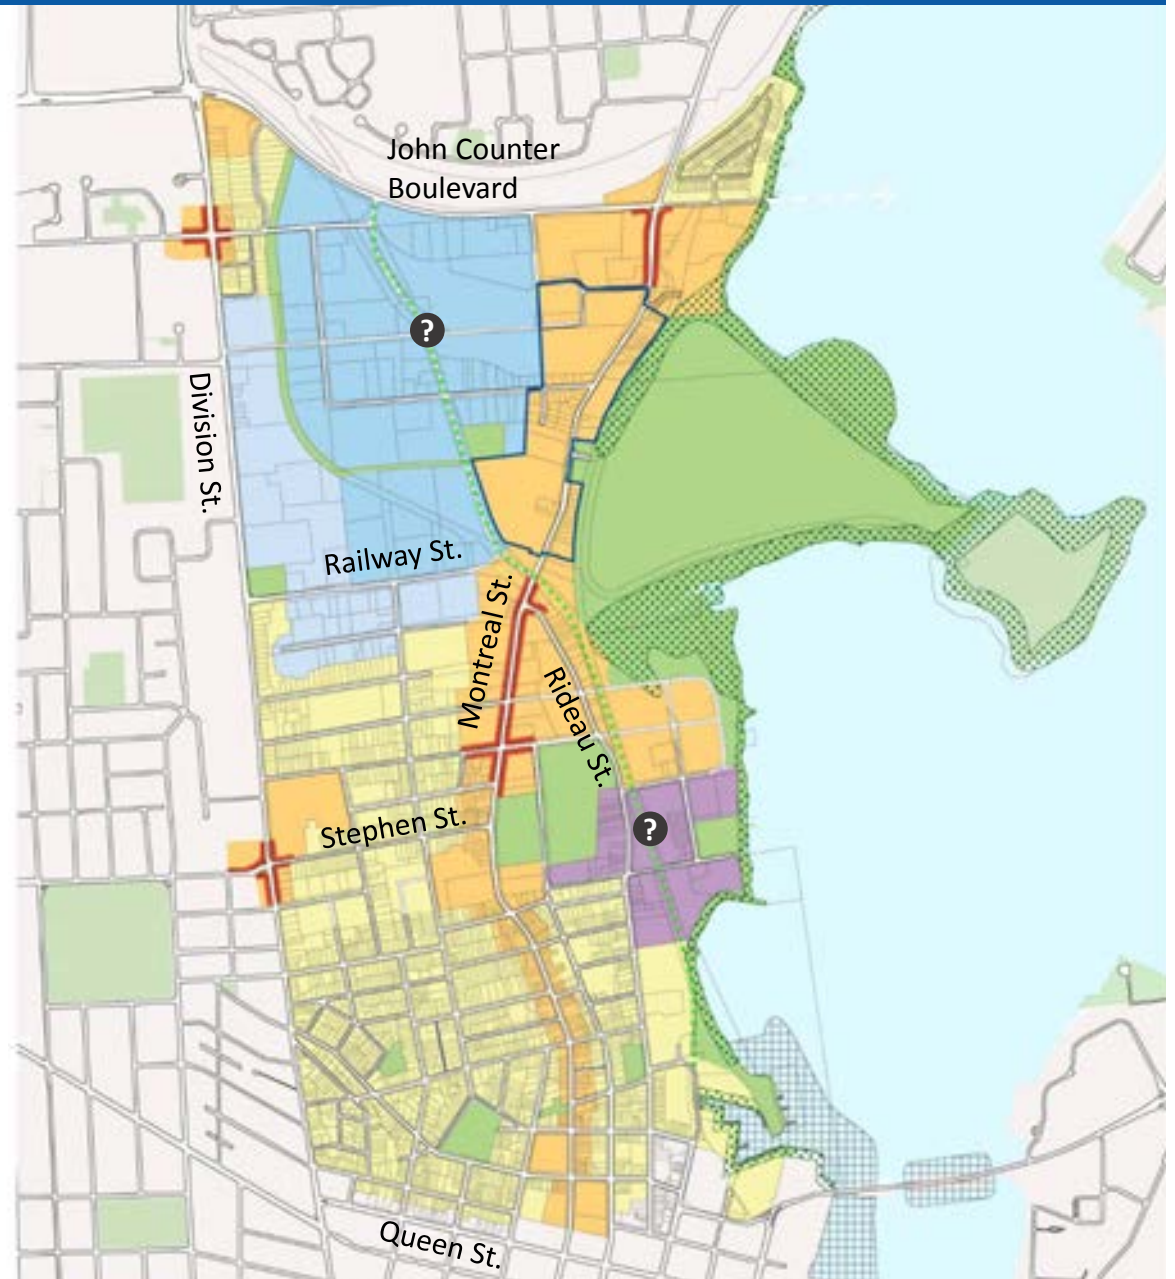 John Counter
Boulevard
?
Division St.
Railway St.
Montreal St.
Rideau St.
Stephen St.
?
Queen St.